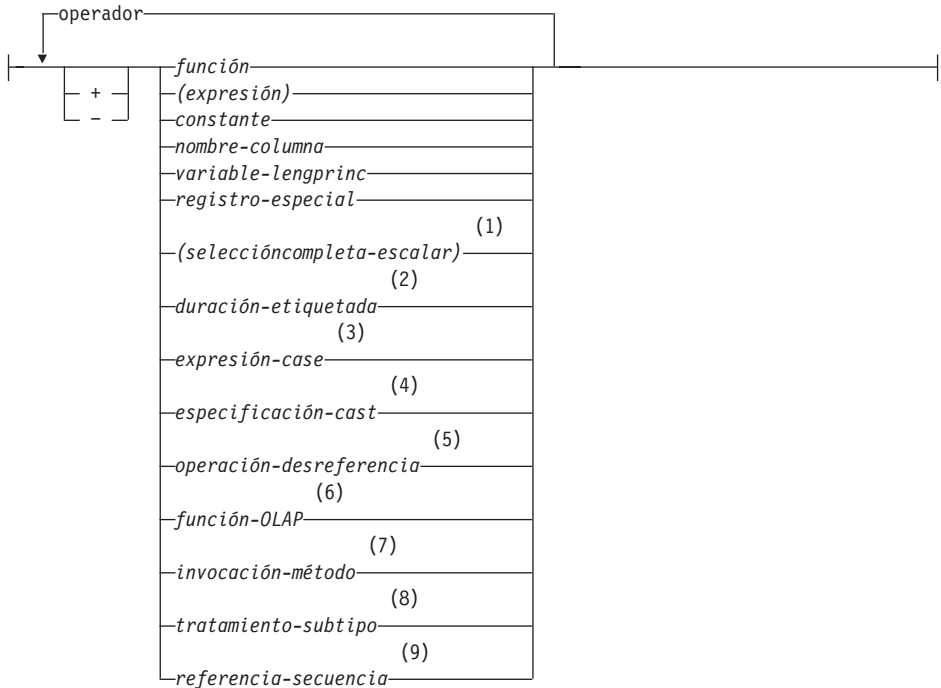 operador
función
+
(expresión)
−
constante
nombre-columna
variable-lengprinc
registro-especial
(1)
(seleccióncompleta-escalar)
(2)
duración-etiquetada
(3)
expresión-case
(4)
especificación-cast
(5)
operación-desreferencia
(6)
función-OLAP
(7)
invocación-método
(8)
tratamiento-subtipo
(9)
referencia-secuencia